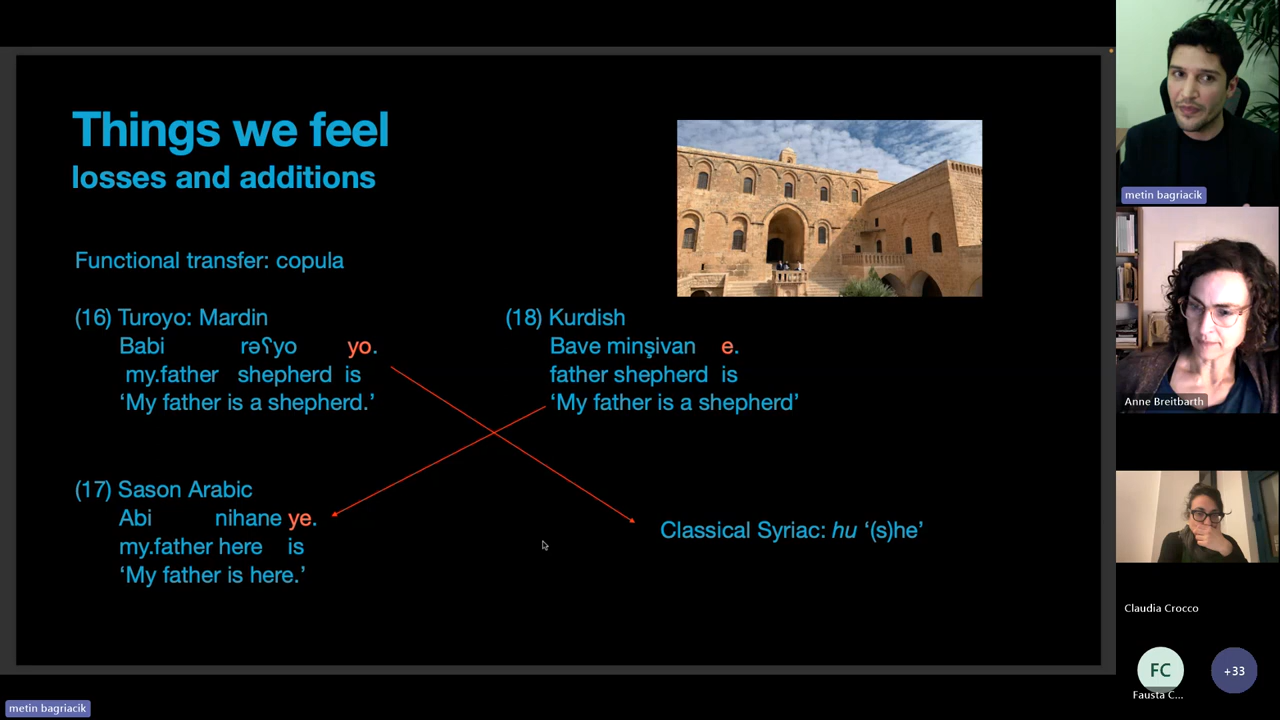 Things we feel
losses and additions
Functional transfer: copula
(16) Turoyo: Mardin
Babi rəʕyo yo.
my.father shepherd is
‘My father is a shepherd.’
(17) Sason Arabic
Abi nihane ye.
my.father here is
‘My father is here.’
(18) Kurdish
Bave minşivan e.
father shepherd is
‘My father is a shepherd’
Classical Syriac: hu ‘(s)he’
metin bagriacik
Anne Breitbarth
Claudia Crocco
FC
Fausta C...
+33
metin bagriacik